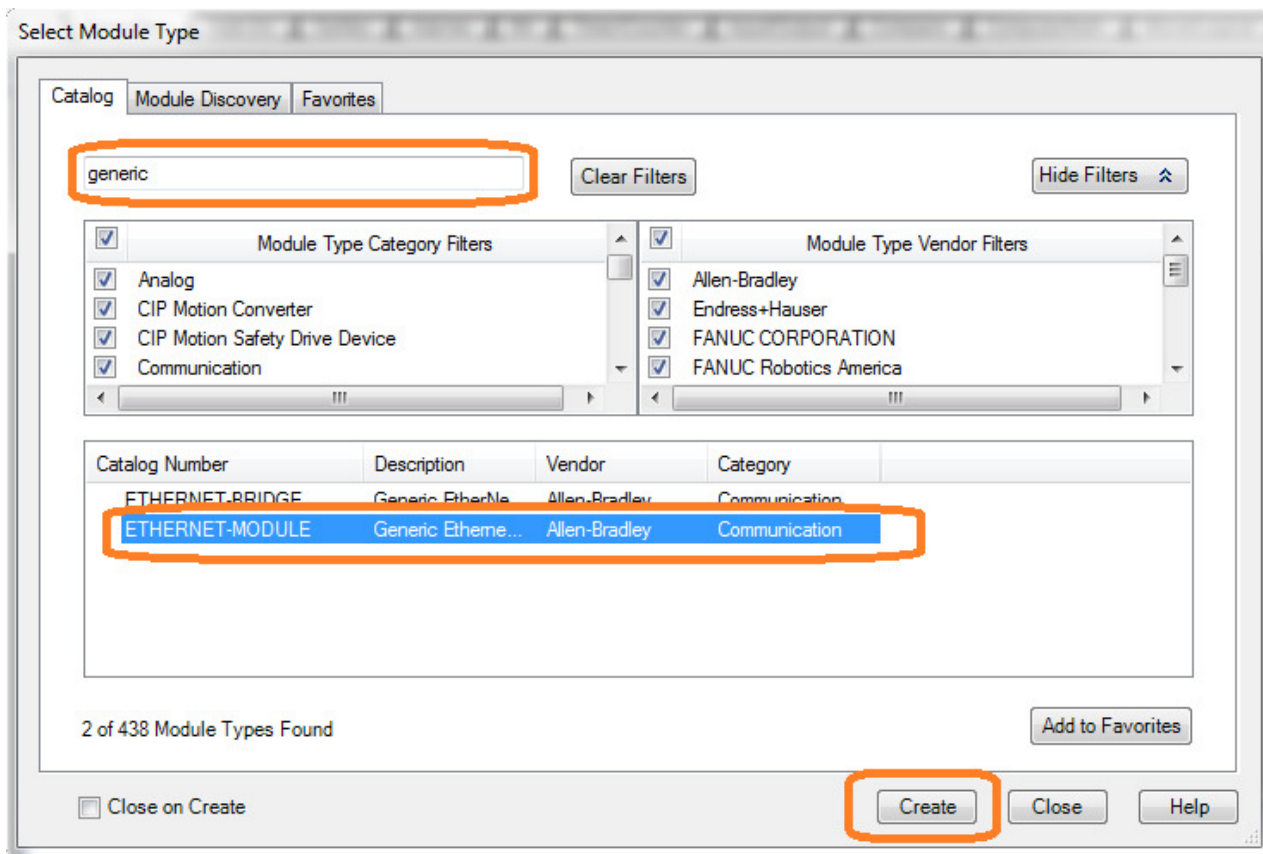 Select Module Type
Catalog Module Discovery Favorites
generic Clear Filters Hide Filters
Module Type Category Filters Module Type Vendor Filters
Analog Allen-Bradley
CIP Motion Converter Endress+Hauser
CIP Motion Safety Drive Device FANUC CORPORATION
Communication FANUC Robotics America
Catalog Number Description Vendor Category
ETHERNET-BRIDGE Generic EtherNe... Allen-Bradley Communication
ETHERNET-MODULE Generic Etherne... Allen-Bradley Communication
2 of 438 Module Types Found Add to Favorites
Close on Create Create Close Help